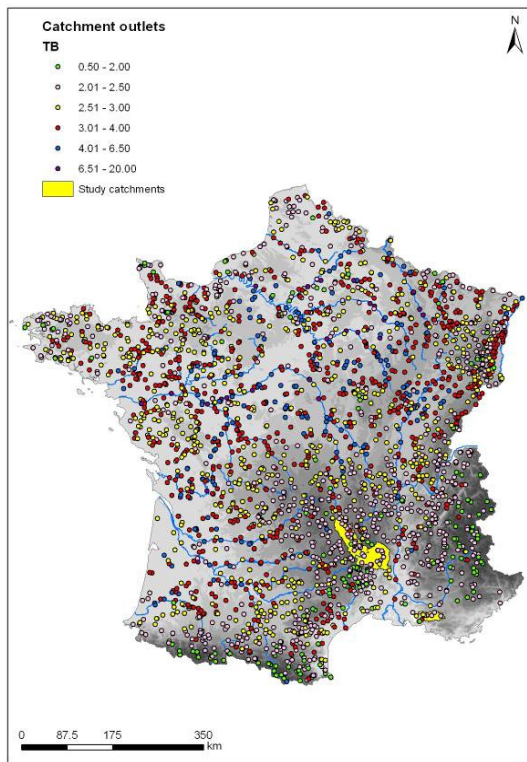 Catchment outlets
N
TB
0.50 - 2.00
2.01 - 2.50
2.51 - 3.00
3.01 - 4.00
4.01 - 6.50
6.51 - 20.00
Study catchments
0 87.5 175 350
km